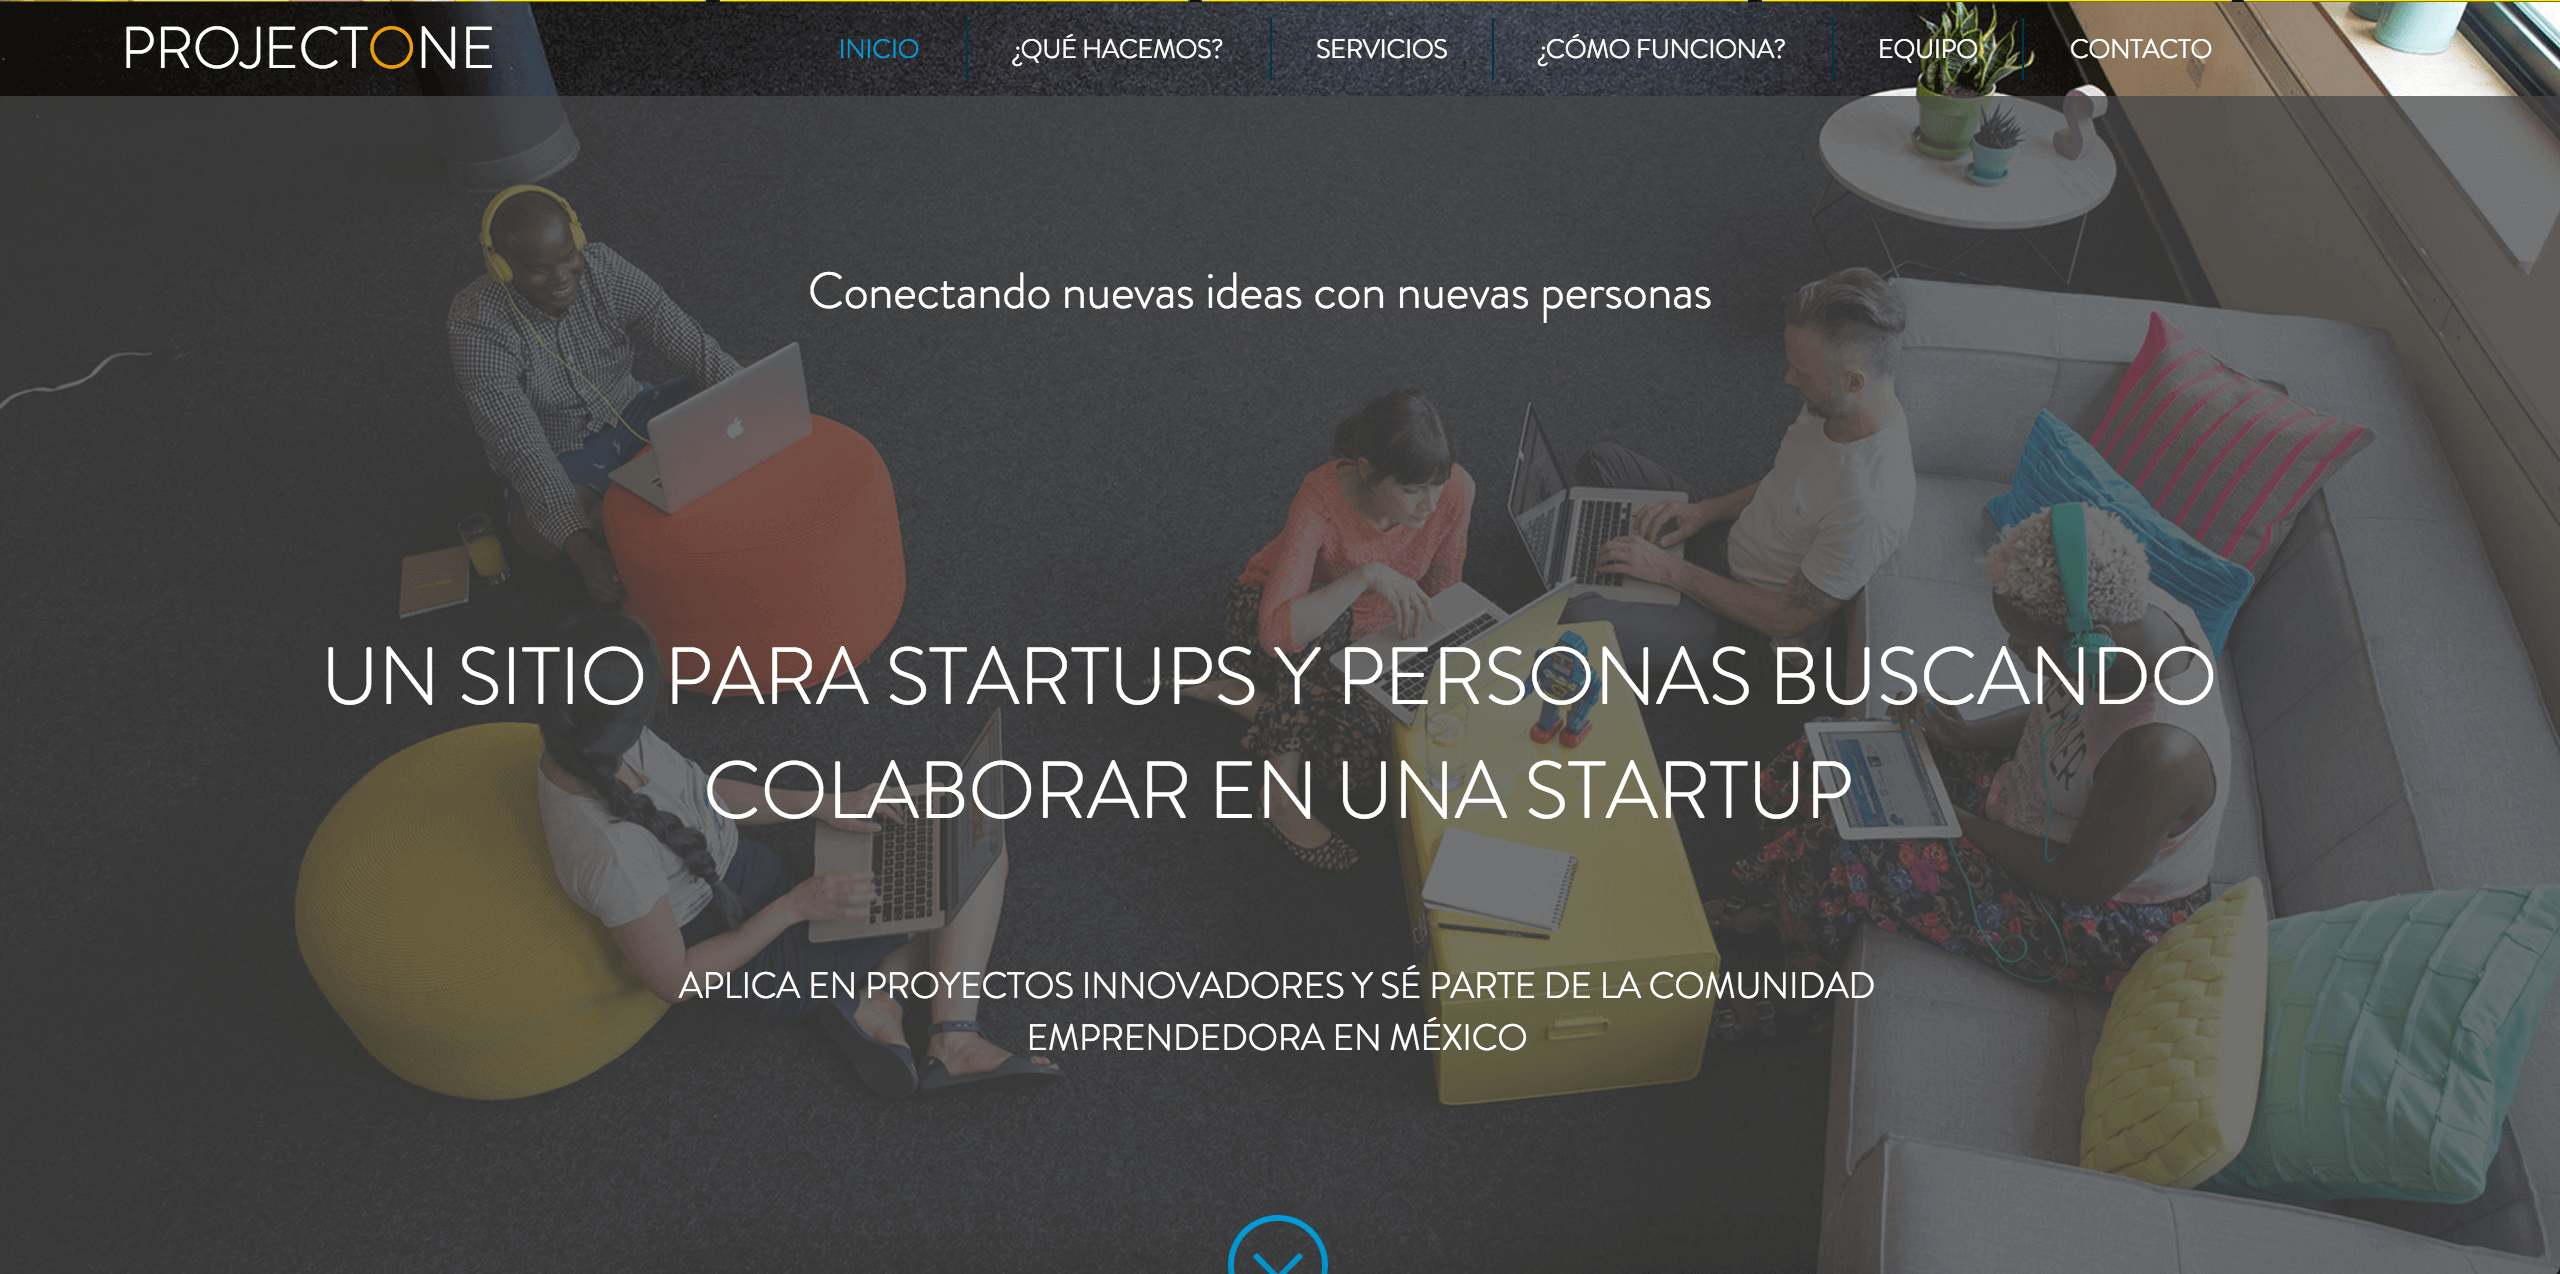 PROJECTONE
INICIO
¿QUÉ HACEMOS?
SERVICIOS
¿CÓMO FUNCIONA?
EQUIPO
CONTACTO
Conectando nuevas ideas con nuevas personas
UN SITIO PARA STARTUPS Y PERSONAS BUSCANDO
COLABORAR EN UNA STARTUP
APLICA EN PROYECTOS INNOVADORES Y SÉ PARTE DE LA COMUNIDAD
EMPRENDEDORA EN MÉXICO